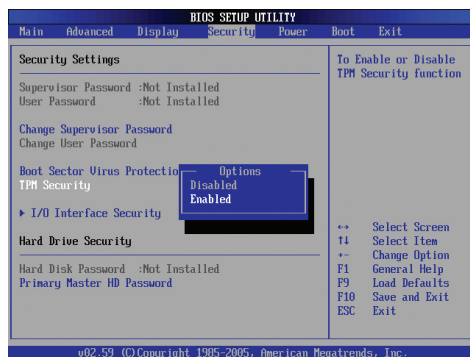 BIOS SETUP UTILITY
Main Advanced Display Security Power Boot Exit
Security Settings
Supervisor Password :Not Installed
User Password :Not Installed
Change Supervisor Password
Change User Password
Boot Sector Virus Protectio
TPM Security
Options
Disabled
Enabled
▶ I/O Interface Security
Hard Drive Security
Hard Disk Password :Not Installed
Primary Master HD Password
To Enable or Disable
TPM Security function
↔ Select Screen
↑↓ Select Item
+- Change Option
F1 General Help
F9 Load Defaults
F10 Save and Exit
ESC Exit
v02.59 (C)Copyright 1985-2005, American Megatrends, Inc.